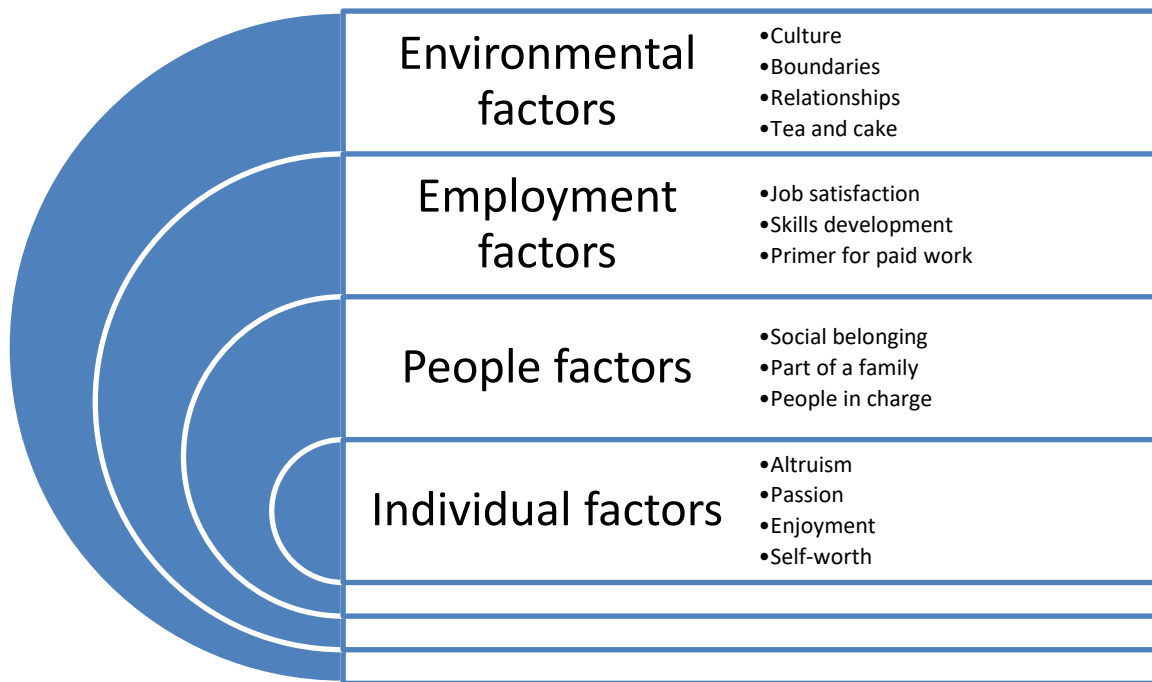 Environmental
factors
•Culture
•Boundaries
•Relationships
•Tea and cake
Employment
factors
•Job satisfaction
•Skills development
•Primer for paid work
People factors
•Social belonging
•Part of a family
•People in charge
Individual factors
•Altruism
•Passion
•Enjoyment
•Self-worth